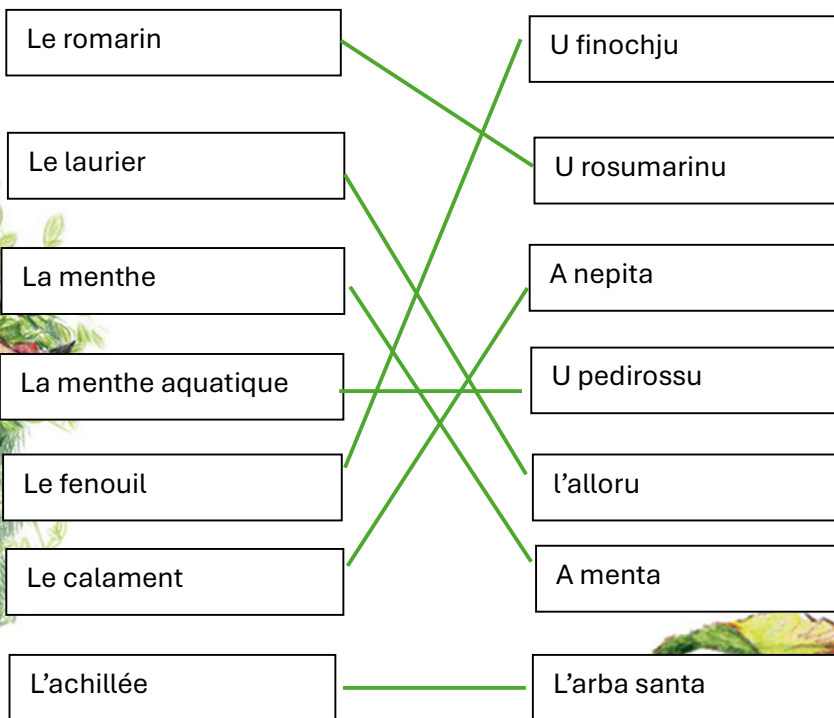 Le romarin
U finochju
Le laurier
U rosumarinu
La menthe
A nepita
La menthe aquatique
U pedirossu
Le fenouil
l’alloru
Le calament
A menta
L’achillée
L’arba santa